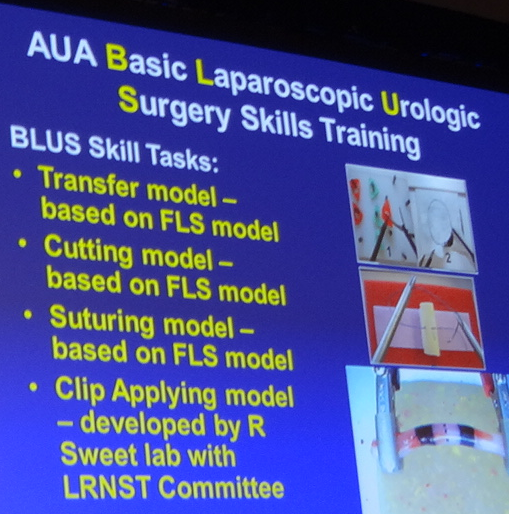 AUA Basic Laparoscopic Urologic
Surgery Skills Training
BLUS Skill Tasks:
• Transfer model –
based on FLS model
• Cutting model –
based on FLS model
• Suturing model –
based on FLS model
• Clip Applying model
– developed by R
Sweet lab with
LRNST Committee
1
2